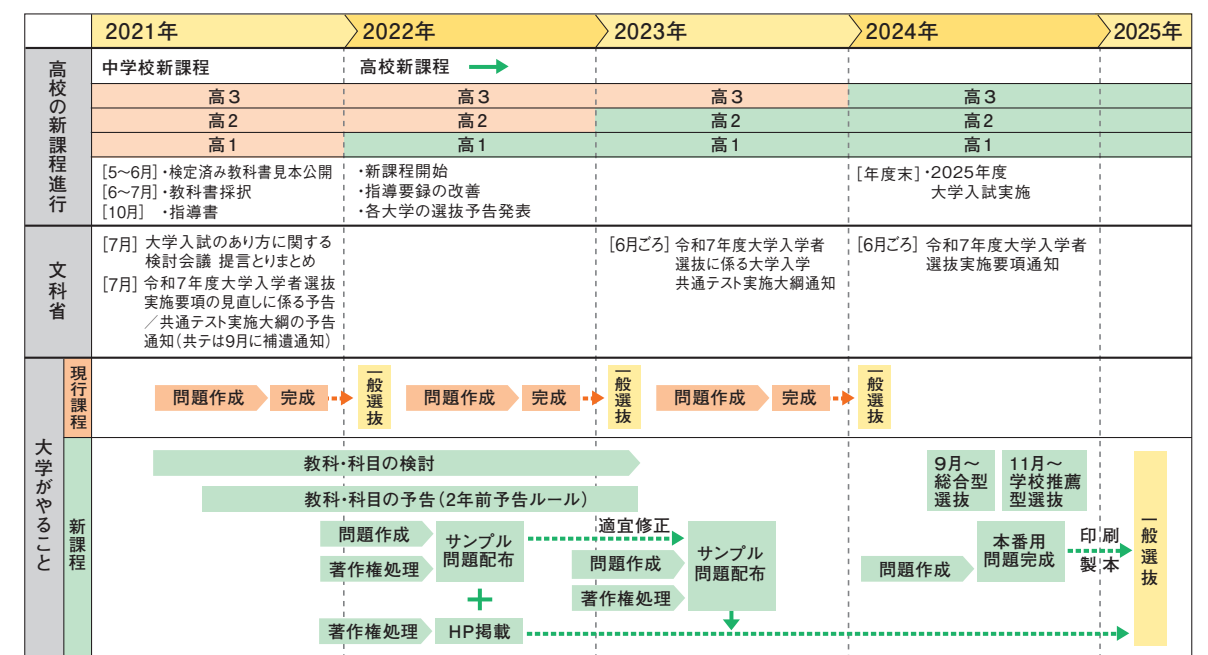 2021年
2022年
2023年
2024年
2025年
高校の新課程進行
中学校新課程
高校新課程
高3
高3
高3
高3
高2
高2
高2
高2
高1
高1
高1
高1
[5〜6月]・検定済み教科書見本公開
[6〜7月]・教科書採択
[10月] ・指導書
・新課程開始
・指導要録の改善
・各大学の選抜予告発表
[年度末]・2025年度
大学入試実施
文科省
[7月] 大学入試のあり方に関する
検討会議 提言とりまとめ
[7月] 令和7年度大学入学者選抜
実施要項の見直しに係る予告
/共通テスト実施大綱の予告
通知(共テは9月に補遺通知)
[6月ごろ] 令和7年度大学入学者
選抜に係る大学入学
共通テスト実施大綱通知
[6月ごろ] 令和7年度大学入学者
選抜実施要項通知
大学がやること
現行課程
問題作成
完成
一般選抜
問題作成
完成
一般選抜
問題作成
完成
一般選抜
新課程
教科・科目の検討
教科・科目の予告(2年前予告ルール)
問題作成
著作権処理
サンプル
問題配布
適宜修正
問題作成
著作権処理
サンプル
問題配布
+
著作権処理
HP掲載
9月〜
総合型
選抜
11月〜
学校推薦
型選抜
問題作成
本番用
問題完成
印刷
製本
一般選抜